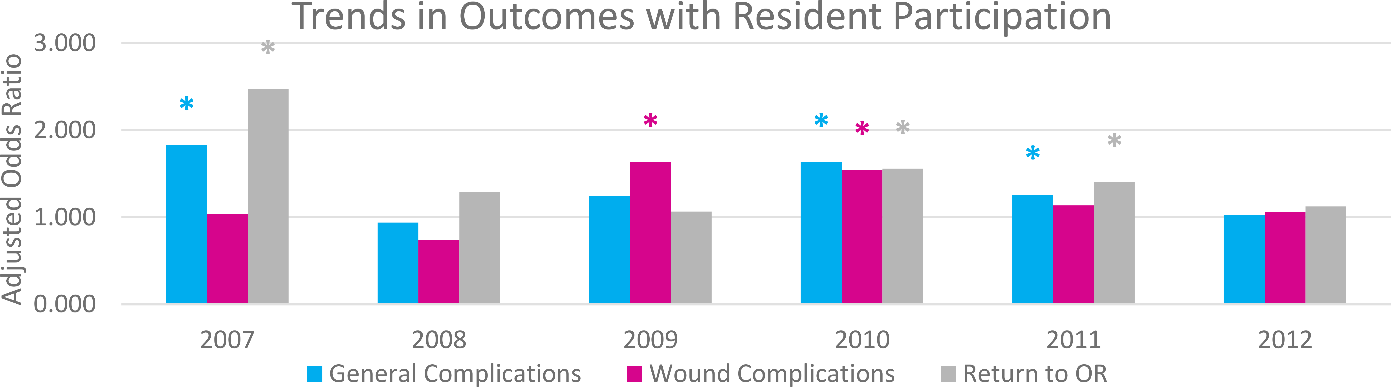 Trends in Outcomes with Resident Participation
Adjusted Odds Ratio
3.000
2.000
1.000
0.000
* * * * * * * *
2007 2008 2009 2010 2011 2012
General Complications Wound Complications Return to OR